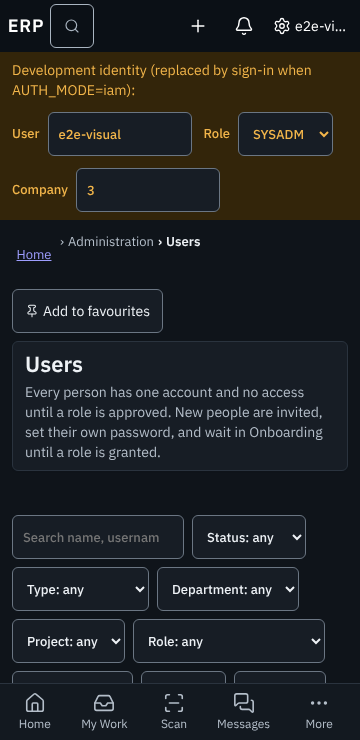 ERP
e2e-vi...
Development identity (replaced by sign-in when
AUTH_MODE=iam):
User e2e-visual Role SYSADM
Company 3
Home › Administration › Users
Add to favourites
Users
Every person has one account and no access
until a role is approved. New people are invited,
set their own password, and wait in Onboarding
until a role is granted.
Search name, usernam Status: any
Type: any Department: any
Project: any Role: any
Home My Work Scan Messages More